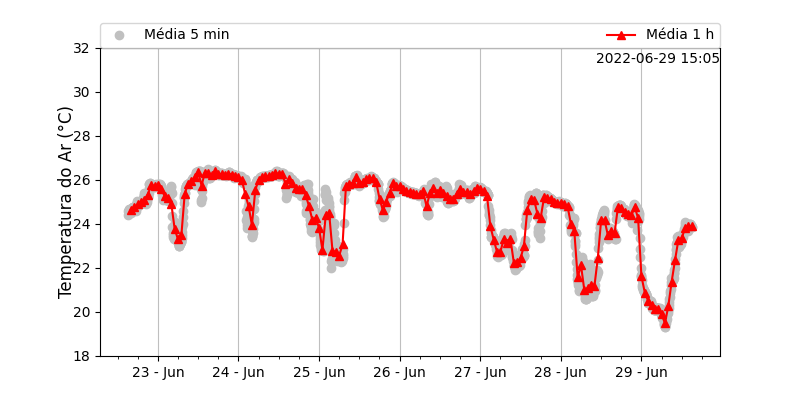 Média 5 min
Média 1 h
2022-06-29 15:05
Temperatura do Ar (°C)
32
30
28
26
24
22
20
18
23 - Jun
24 - Jun
25 - Jun
26 - Jun
27 - Jun
28 - Jun
29 - Jun